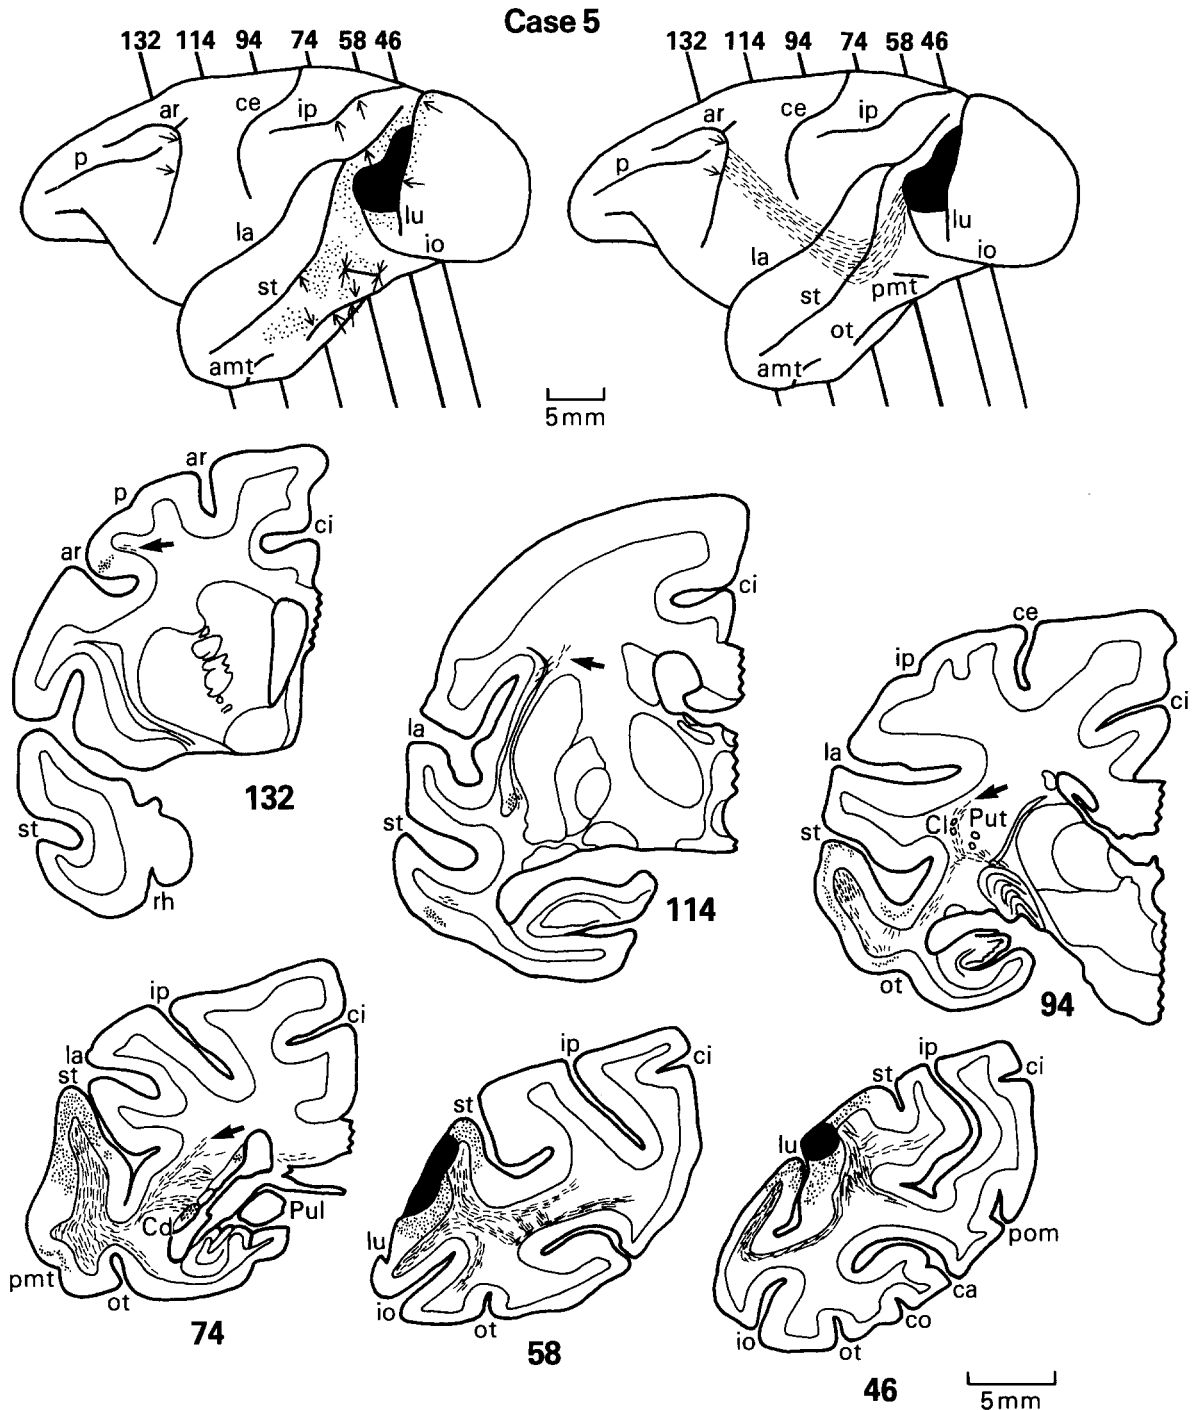 Case 5
132 114 94 74 58 46
132 114 94 74 58 46
ar
ce
ip
p
lu
la
io
st
amt
ar
ce
ip
p
lu
la
io
st
pmt
ot
amt
5mm
ar
p
ci
ar
132
st
rh
ci
la
st
114
ce
ip
ci
la
Cl Put
st
ot
94
ip
ci
la
st
Cd
Pul
pmt
ot
74
ip
ci
st
lu
io
ot
58
ip
st
ci
lu
pom
ca
co
io
ot
46
5mm